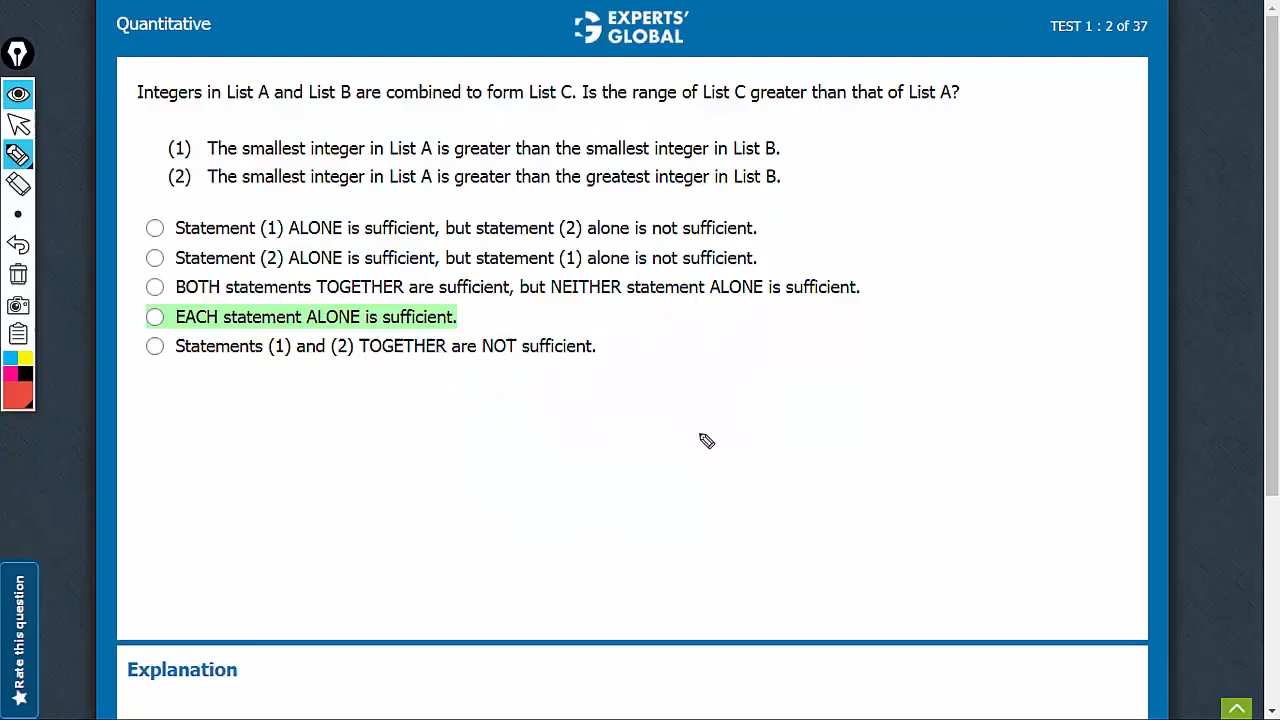 Quantitative
EXPERTS'
GLOBAL
TEST 1 : 2 of 37
Integers in List A and List B are combined to form List C. Is the range of List C greater than that of List A?
(1) The smallest integer in List A is greater than the smallest integer in List B.
(2) The smallest integer in List A is greater than the greatest integer in List B.
Statement (1) ALONE is sufficient, but statement (2) alone is not sufficient.
Statement (2) ALONE is sufficient, but statement (1) alone is not sufficient.
BOTH statements TOGETHER are sufficient, but NEITHER statement ALONE is sufficient.
EACH statement ALONE is sufficient.
Statements (1) and (2) TOGETHER are NOT sufficient.
Rate this question
Explanation